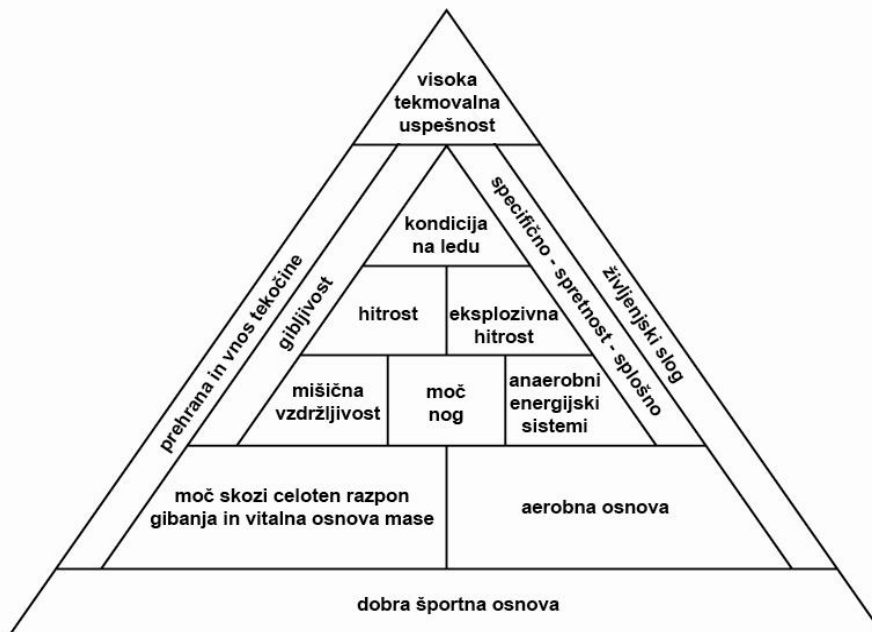 visoka
tekmovalna
uspešnost
prehrana in vnos tekočine
gibljivost
specifično - spretnost - splošno
življenjski slog
kondicija
na ledu
hitrost
eksplozivna
hitrost
mišična
vzdržljivost
moč
nog
anaerobni
energijski
sistemi
moč skozi celoten razpon
gibanja in vitalna osnova mase
aerobna osnova
dobra športna osnova